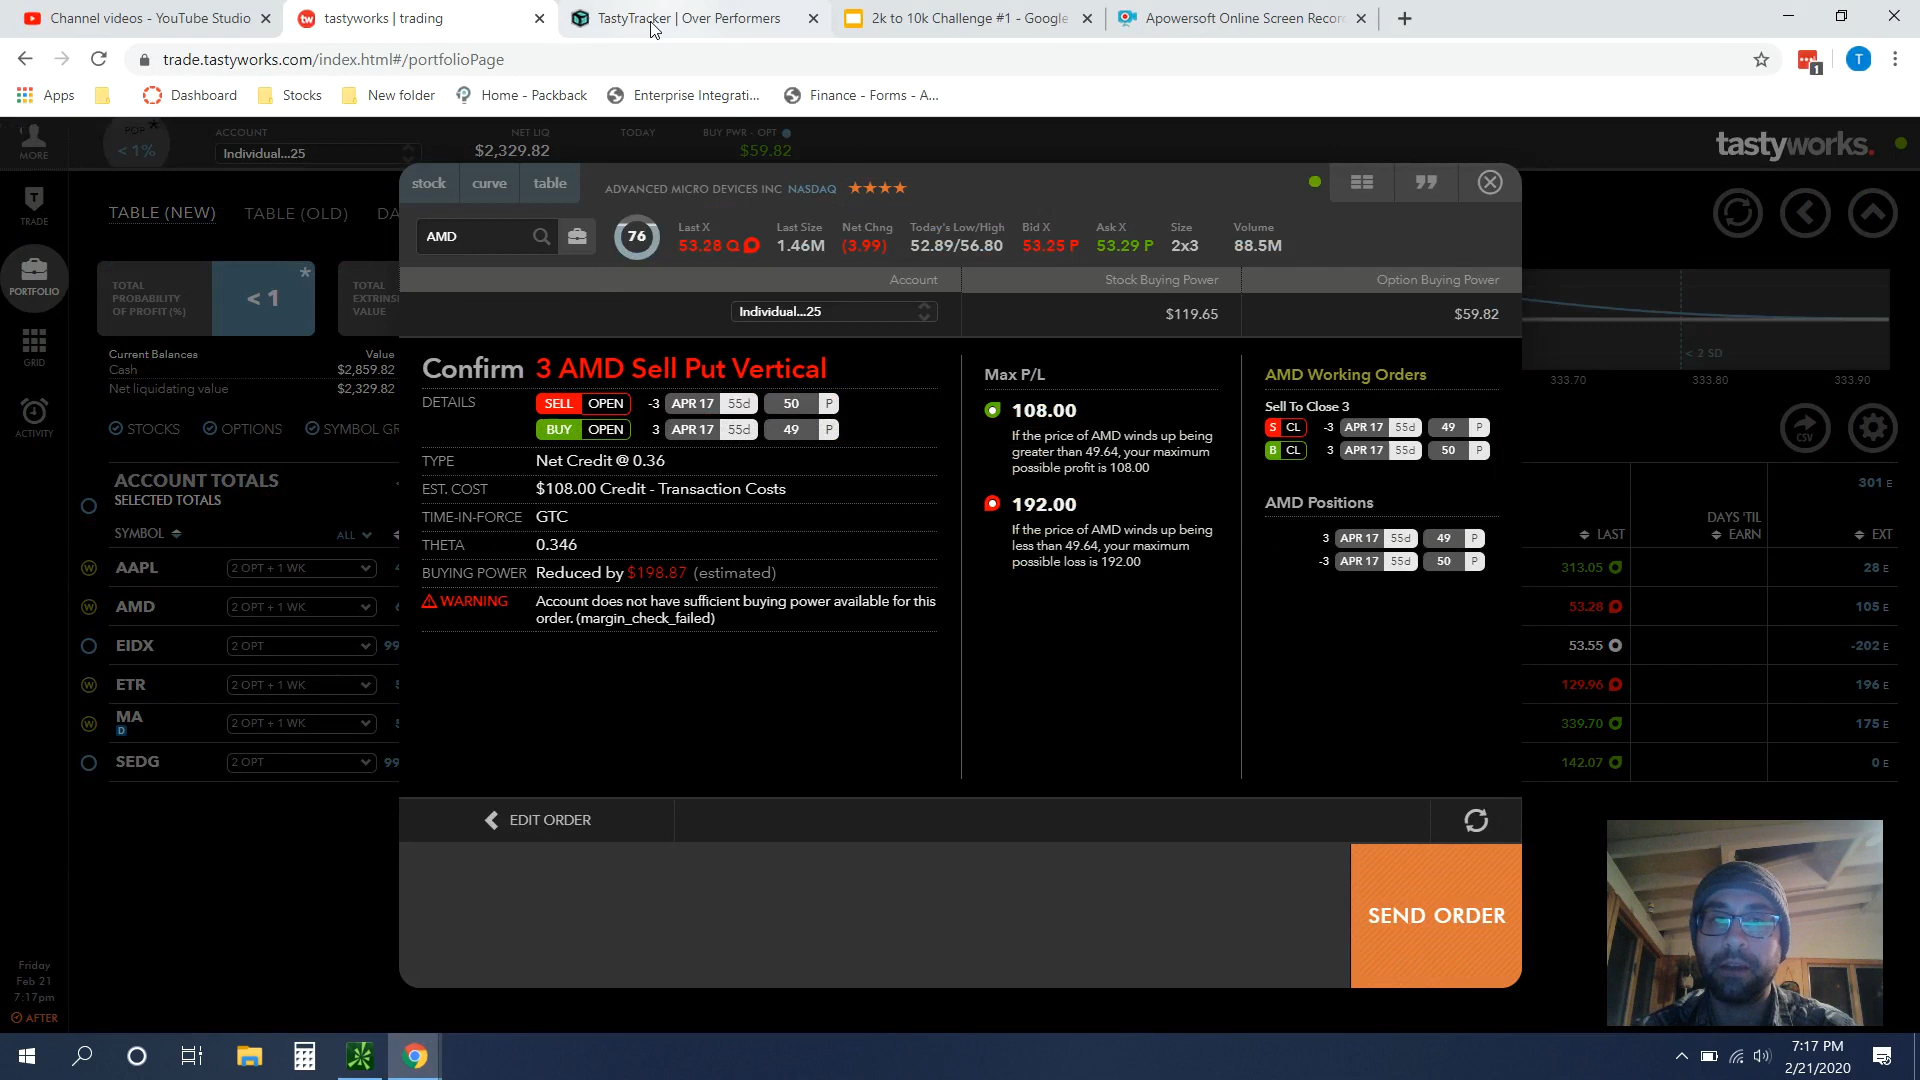 Channel videos - YouTube Studio
tastyworks | trading
TastyTracker | Over Performers
2k to 10k Challenge #1 - Google
Apowersoft Online Screen Recor
trade.tastyworks.com/index.html#/portfolioPage
1
T
Apps
Dashboard
Stocks
New folder
Home - Packback
Enterprise Integrati...
Finance - Forms - A...
MORE
POP *
< 1%
ACCOUNT
Individual...25
NET LIQ
$2,329.82
TODAY
BUY PWR - OPT
$59.82
tastyworks.
TRADE
PORTFOLIO
GRID
ACTIVITY
TABLE (NEW)
TABLE (OLD)
DA
stock
curve
table
ADVANCED MICRO DEVICES INC NASDAQ
AMD
76
Last X
53.28 Q
Last Size
1.46M
Net Chng
(3.99)
Today's Low/High
52.89/56.80
Bid X
53.25 P
Ask X
53.29 P
Size
2x3
Volume
88.5M
Account
Stock Buying Power
Option Buying Power
Individual...25
$119.65
$59.82
TOTAL PROBABILITY OF PROFIT (%)
< 1
*
TOTAL EXTRINS VALUE
Current Balances
Value
Cash
$2,859.82
Net liquidating value
$2,329.82
STOCKS
OPTIONS
SYMBOL GR
ACCOUNT TOTALS
SELECTED TOTALS
SYMBOL
ALL
W AAPL 2 OPT + 1 WK
W AMD 2 OPT + 1 WK
EIDX 2 OPT 99
W ETR 2 OPT + 1 WK
W MA 2 OPT + 1 WK
D
SEDG 2 OPT 99
Confirm 3 AMD Sell Put Vertical
DETAILS
SELL OPEN -3 APR 17 55d 50 P
BUY OPEN 3 APR 17 55d 49 P
TYPE Net Credit @ 0.36
EST. COST $108.00 Credit - Transaction Costs
TIME-IN-FORCE GTC
THETA 0.346
BUYING POWER Reduced by $198.87 (estimated)
WARNING Account does not have sufficient buying power available for this
order. (margin_check_failed)
Max P/L
108.00
If the price of AMD winds up being
greater than 49.64, your maximum
possible profit is 108.00
192.00
If the price of AMD winds up being
less than 49.64, your maximum
possible loss is 192.00
AMD Working Orders
Sell To Close 3
S CL -3 APR 17 55d 49 P
B CL 3 APR 17 55d 50 P
AMD Positions
3 APR 17 55d 49 P
-3 APR 17 55d 50 P
< 2 SD
333.70 333.80 333.90
CSV
301 E
LAST
DAYS 'TIL
EARN
EXT
313.05 28 E
53.28 105 E
53.55 -202 E
129.96 196 E
339.70 175 E
142.07 0 E
EDIT ORDER
SEND ORDER
Friday
Feb 21
7:17pm
AFTER
7:17 PM
2/21/2020